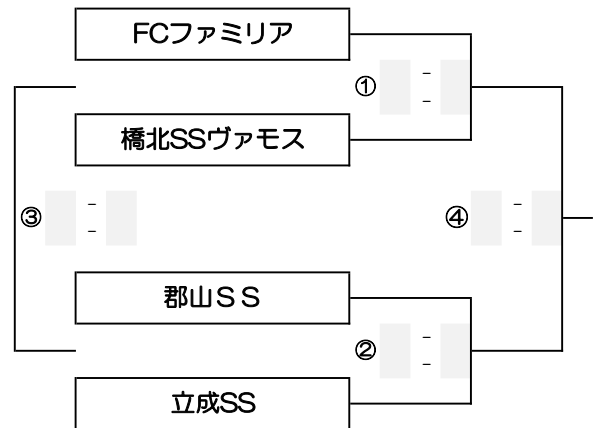 FCファミリア
① - -
橋北SSヴァモス
③ - - ④ - -
郡山ＳＳ
② - -
立成SS